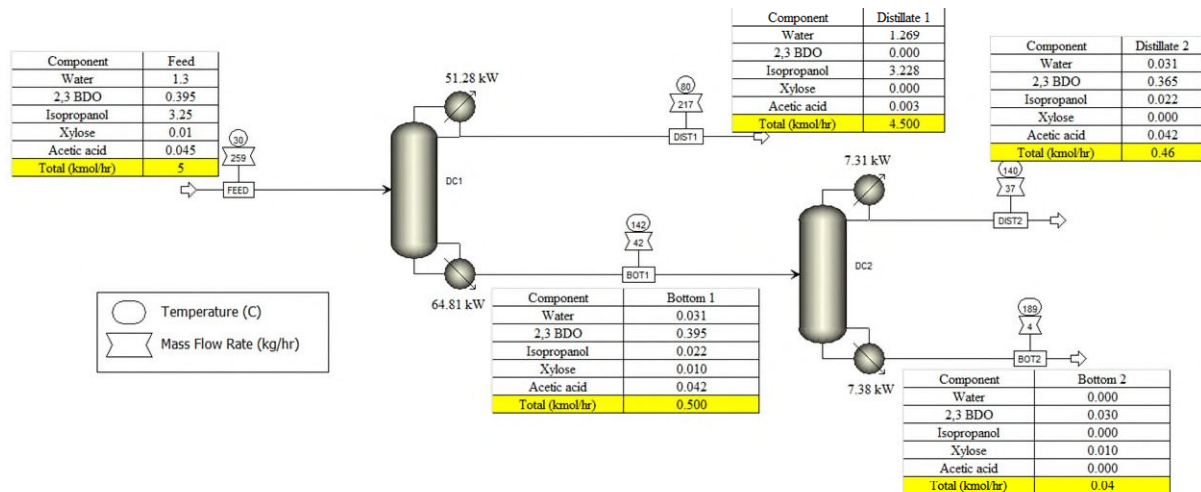 Component Feed
Water 1.3
2,3 BDO 0.395
Isopropanol 3.25
Xylose 0.01
Acetic acid 0.045
Total (kmol/hr) 5
30
259
FEED
51.28 kW
DC1
64.81 kW
80
217
DIST1
Component Distillate 1
Water 1.269
2,3 BDO 0.000
Isopropanol 3.228
Xylose 0.000
Acetic acid 0.003
Total (kmol/hr) 4.500
142
42
BOT1
Component Bottom 1
Water 0.031
2,3 BDO 0.395
Isopropanol 0.022
Xylose 0.010
Acetic acid 0.042
Total (kmol/hr) 0.500
7.31 kW
DC2
7.38 kW
Component Distillate 2
Water 0.031
2,3 BDO 0.365
Isopropanol 0.022
Xylose 0.000
Acetic acid 0.042
Total (kmol/hr) 0.46
140
37
DIST2
189
4
BOT2
Component Bottom 2
Water 0.000
2,3 BDO 0.030
Isopropanol 0.000
Xylose 0.010
Acetic acid 0.000
Total (kmol/hr) 0.04
Temperature (C)
Mass Flow Rate (kg/hr)